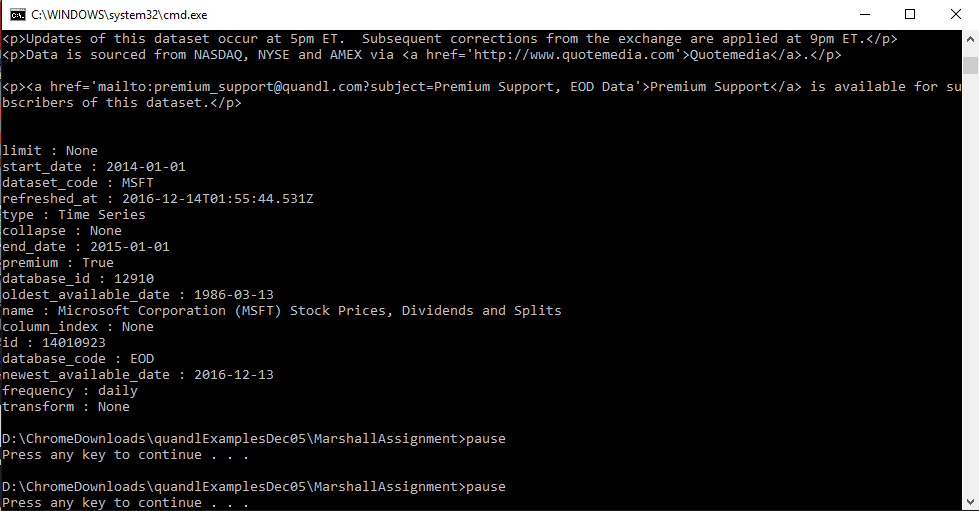 C:\WINDOWS\system32\cmd.exe
<p>Updates of this dataset occur at 5pm ET.  Subsequent corrections from the exchange are applied at 9pm ET.</p>
<p>Data is sourced from NASDAQ, NYSE and AMEX via <a href='http://www.quotemedia.com'>Quotemedia</a>.</p>
<p><a href='mailto:premium_support@quandl.com?subject=Premium Support, EOD Data'>Premium Support</a> is available for su
bscribers of this dataset.</p>
limit : None
start_date : 2014-01-01
dataset_code : MSFT
refreshed_at : 2016-12-14T01:55:44.531Z
type : Time Series
collapse : None
end_date : 2015-01-01
premium : True
database_id : 12910
oldest_available_date : 1986-03-13
name : Microsoft Corporation (MSFT) Stock Prices, Dividends and Splits
column_index : None
id : 14010923
database_code : EOD
newest_available_date : 2016-12-13
frequency : daily
transform : None
D:\ChromeDownloads\quandlExamplesDec05\MarshallAssignment>pause
Press any key to continue . . .
D:\ChromeDownloads\quandlExamplesDec05\MarshallAssignment>pause
Press any key to continue . . .